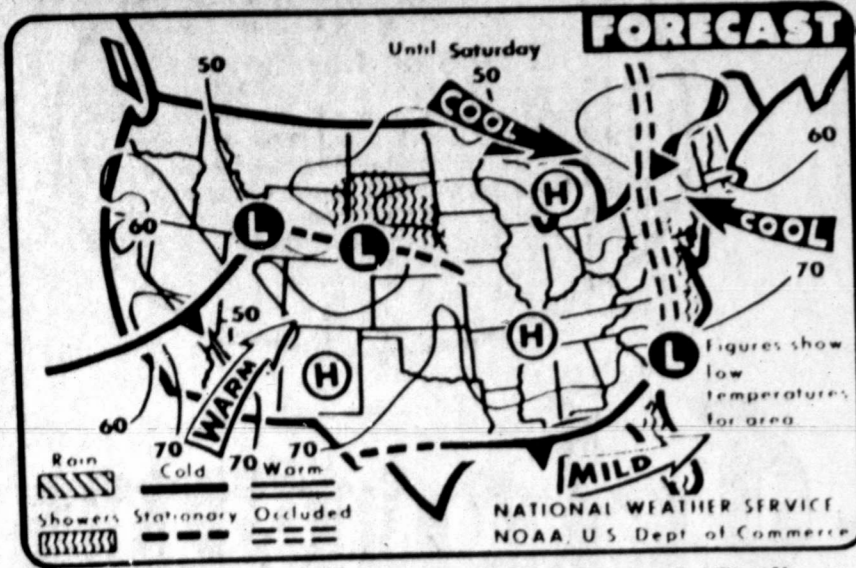 FORECAST
Until Saturday
50
50
COOL
60
H
60
L
L
COOL
70
50
H
L
WARM
H
Figures show
low
temperatures
for area
60
70
70
70
MILD
Rain
Cold
Warm
Showers
Stationary
Occluded
NATIONAL WEATHER SERVICE
NOAA, U.S. Dept of Commerce